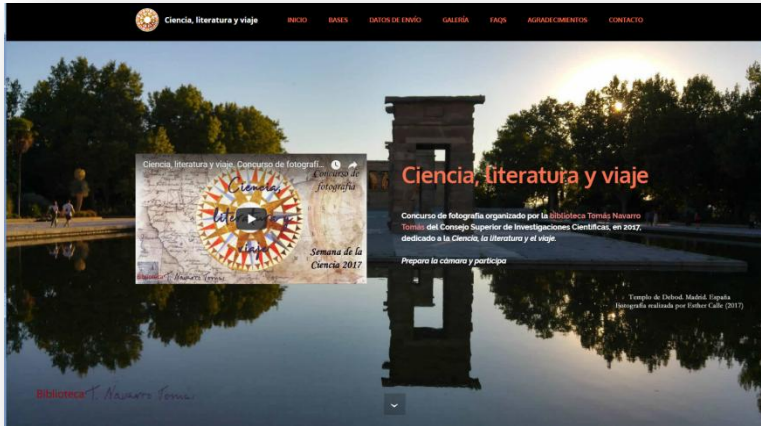 Ciencia, literatura y viaje
INICIO BASES DATOS DE ENVÍO GALERÍA FAQS AGRADECIMIENTOS CONTACTO
Ciencia, literatura y viaje. Concurso de fotografí...
Ciencia,
literatura y
viaje
Concurso de
fotografía
Semana de la
Ciencia 2017
Biblioteca T. Navarro Tomás
Ciencia, literatura y viaje
Concurso de fotografía organizado por la biblioteca Tomás Navarro
Tomás del Consejo Superior de Investigaciones Científicas, en 2017,
dedicado a la Ciencia, la literatura y el viaje.
Prepara la cámara y participa
Templo de Debod. Madrid. España
Fotografía realizada por Esther Calle (2017)
Biblioteca T. Navarro Tomás